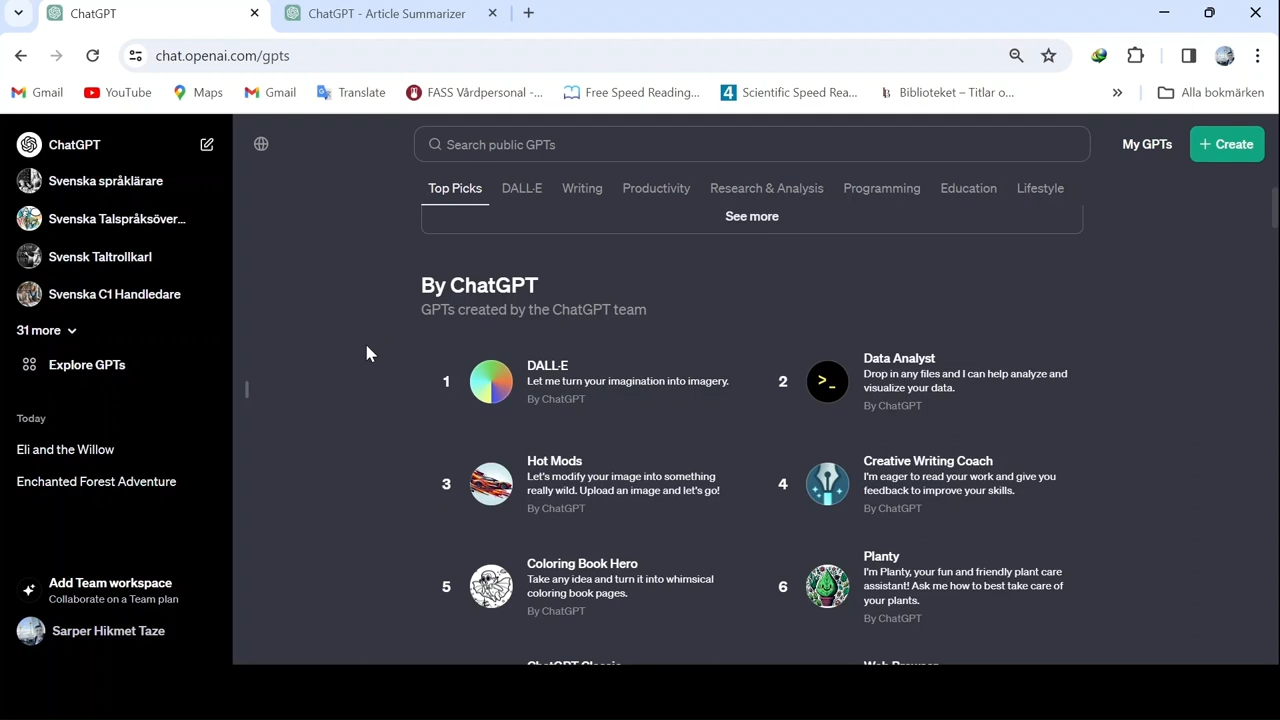 ChatGPT
ChatGPT - Article Summarizer
chat.openai.com/gpts
Gmail
YouTube
Maps
Gmail
Translate
FASS Vårdpersonal -...
Free Speed Reading...
Scientific Speed Rea...
Biblioteket – Titlar o...
»
Alla bokmärken
ChatGPT
Svenska språklärare
Svenska Talspråksöver...
Svensk Taltrollkarl
Svenska C1 Handledare
31 more
Explore GPTs
Today
Eli and the Willow
Enchanted Forest Adventure
Add Team workspace
Collaborate on a Team plan
Sarper Hikmet Taze
Search public GPTs
My GPTs
+ Create
Top Picks
DALL·E
Writing
Productivity
Research & Analysis
Programming
Education
Lifestyle
See more
By ChatGPT
GPTs created by the ChatGPT team
1
DALL·E
Let me turn your imagination into imagery.
By ChatGPT
2
>_
Data Analyst
Drop in any files and I can help analyze and
visualize your data.
By ChatGPT
3
Hot Mods
Let's modify your image into something
really wild. Upload an image and let's go!
By ChatGPT
4
Creative Writing Coach
I'm eager to read your work and give you
feedback to improve your skills.
By ChatGPT
5
Coloring Book Hero
Take any idea and turn it into whimsical
coloring book pages.
By ChatGPT
6
Planty
I'm Planty, your fun and friendly plant care
assistant! Ask me how to best take care of
your plants.
By ChatGPT
ChatGPT Classic
Web Browser